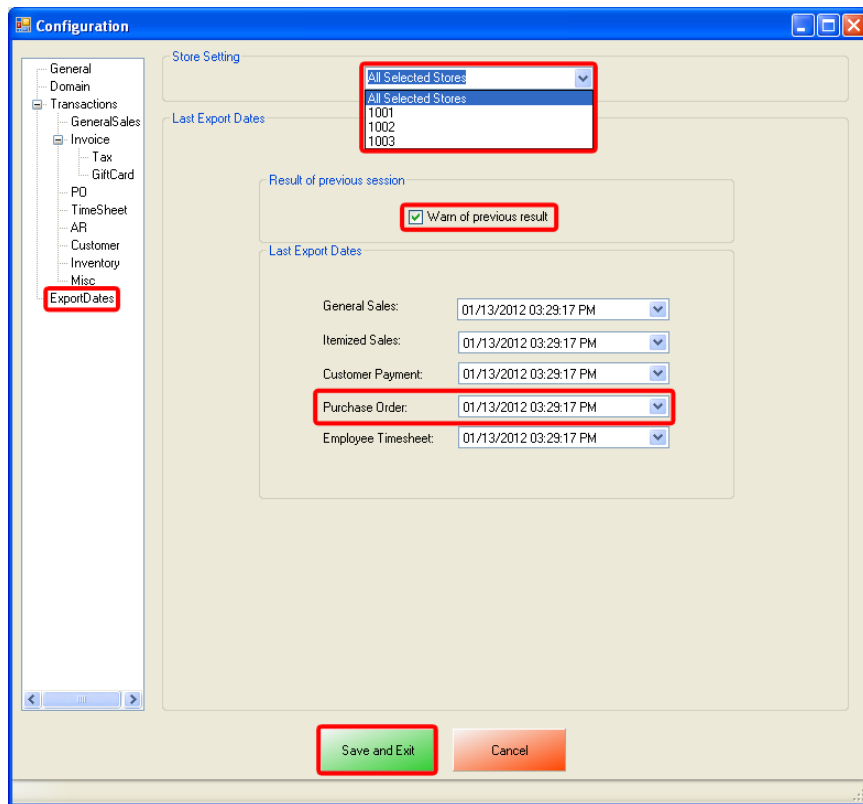 Configuration
General
Domain
Transactions
GeneralSales
Invoice
Tax
GiftCard
PO
TimeSheet
AR
Customer
Inventory
Misc
ExportDates
Store Setting
All Selected Stores
All Selected Stores
1001
1002
1003
Last Export Dates
Result of previous session
Warn of previous result
Last Export Dates
General Sales: 01/13/2012 03:29:17 PM
Itemized Sales: 01/13/2012 03:29:17 PM
Customer Payment: 01/13/2012 03:29:17 PM
Purchase Order: 01/13/2012 03:29:17 PM
Employee Timesheet: 01/13/2012 03:29:17 PM
Save and Exit
Cancel